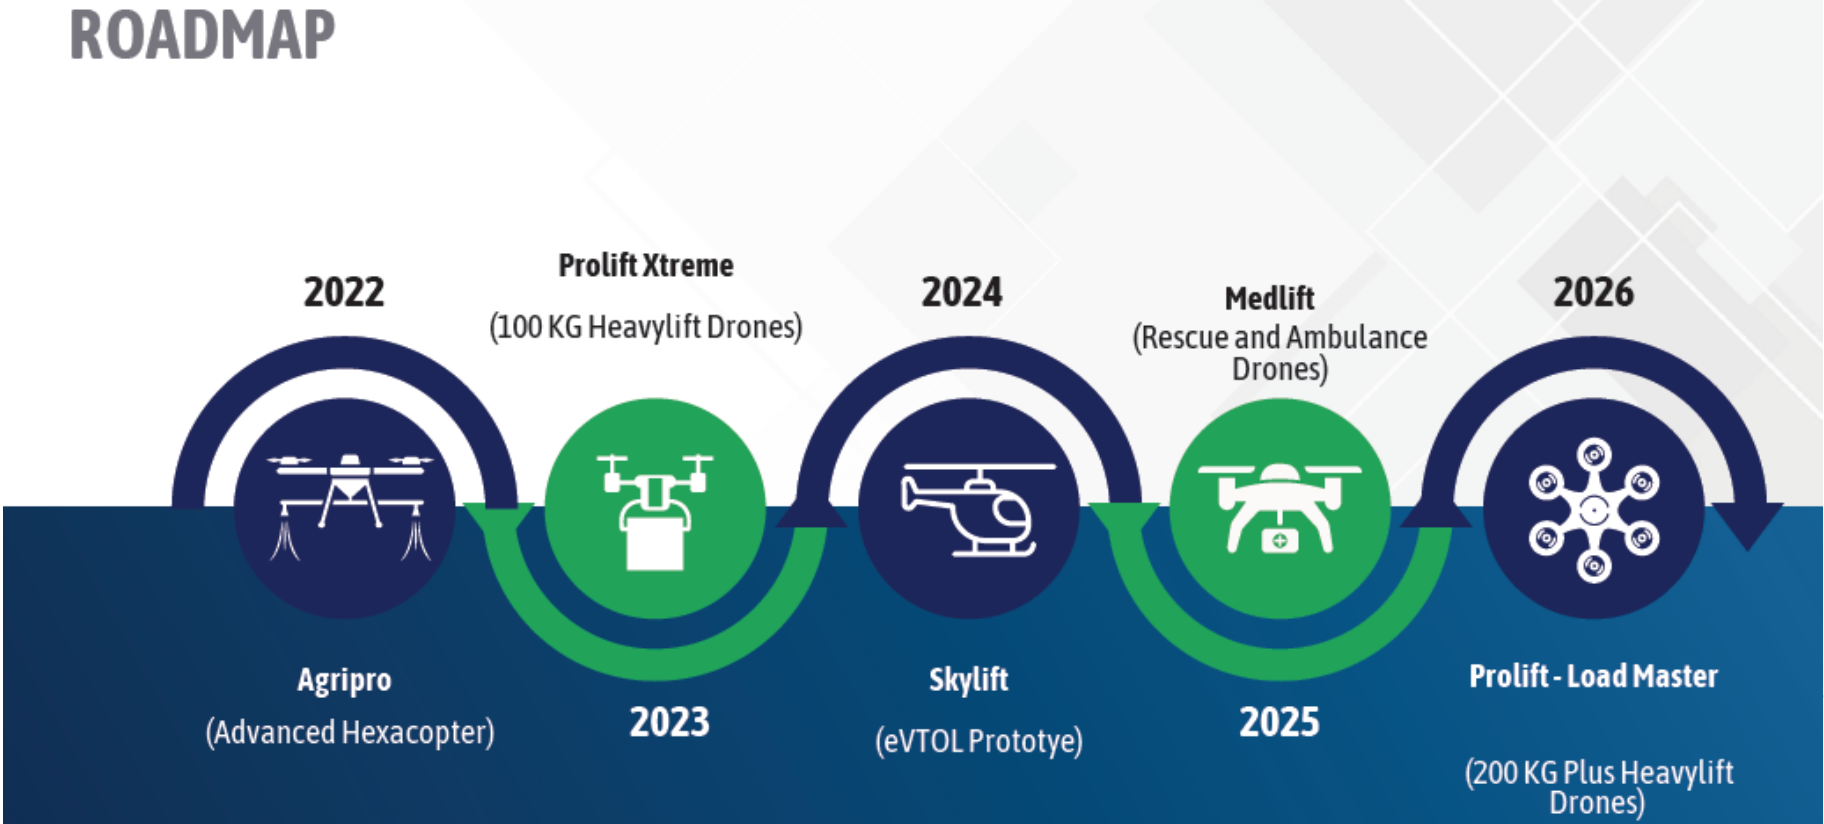 ROADMAP
2022
Agripro
(Advanced Hexacopter)
Prolift Xtreme
(100 KG Heavylift Drones)
2023
2024
Skylift
(eVTOL Prototye)
Medlift
(Rescue and Ambulance
Drones)
2025
2026
Prolift - Load Master
(200 KG Plus Heavylift
Drones)